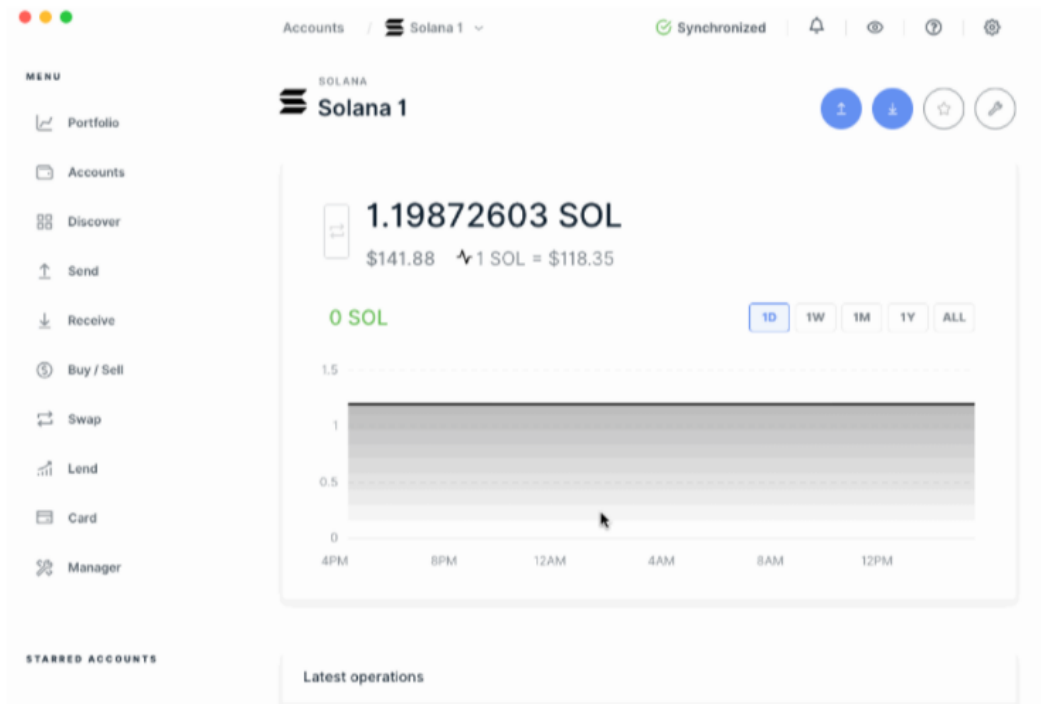 Accounts / Solana 1
Synchronized
MENU
SOLANA
Solana 1
Portfolio
Accounts
Discover
Send
Receive
Buy / Sell
Swap
Lend
Card
Manager
STARRED ACCOUNTS
1.19872603 SOL
$141.88 1 SOL = $118.35
0 SOL
1D 1W 1M 1Y ALL
1.5
1
0.5
0
4PM 8PM 12AM 4AM 8AM 12PM
Latest operations